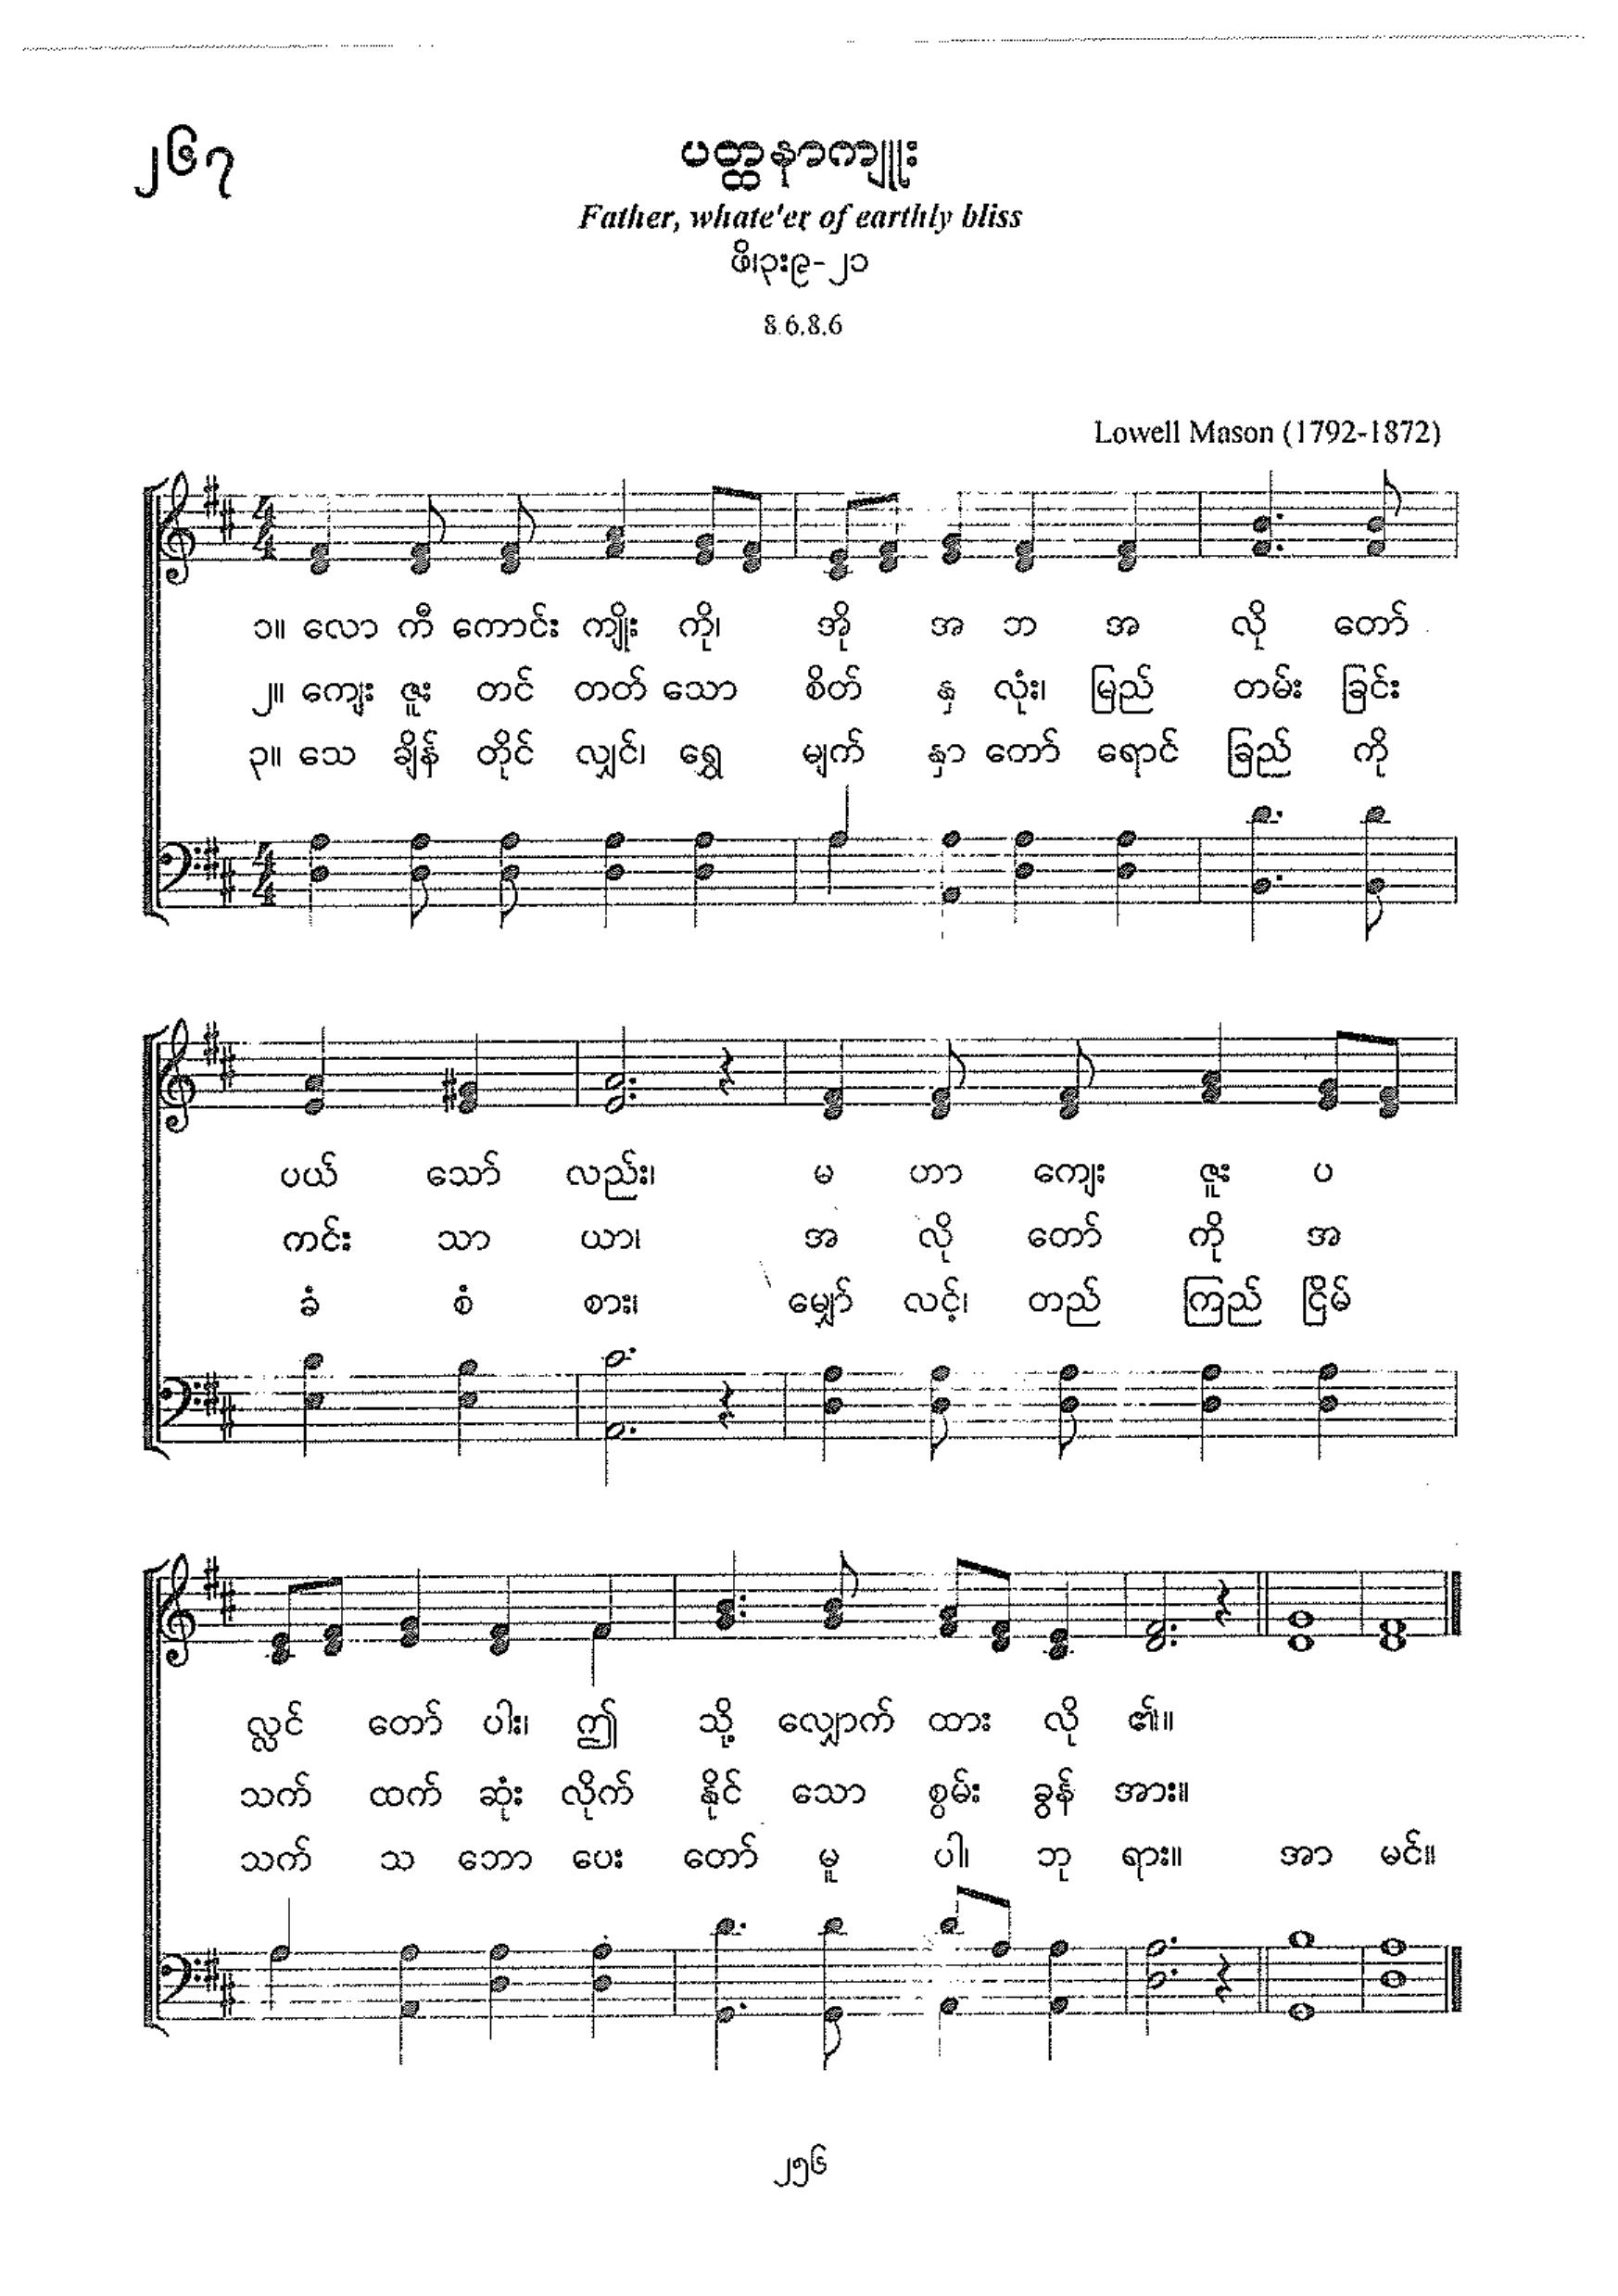 ၂၆၇
ပတ္ထနာကျူး
Father, whate'er of earthly bliss
ဖိ၊၃း၉-၂၁
8.6.8.6
Lowell Mason (1792-1872)
၁။ လော ကီ ကောင်း ကျိုး ကို၊ အို အ ဘ အ လို တော်
၂။ ကျေး ဇူး တင် တတ် သော စိတ် နှ လုံး၊ မြည် တမ်း ခြင်း
၃။ သေ ချိန် တိုင် လျှင်၊ ရွှေ မျက် နှာ တော် ရောင် ခြည် ကို
ပယ် သော် လည်း၊ မ ဟာ ကျေး ဇူး ပ
ကင်း သာ ယာ၊ အ လို တော် ကို အ
ခံ စံ စား၊ မျှော် လင့်၊ တည် ကြည် ငြိမ်
လ္လင် တော် ပါး၊ ဤ သို့ လျှောက် ထား လို ၏။
သက် ထက် ဆုံး လိုက် နိုင် သော စွမ်း ခွန် အား။
သက် သ ဘော ပေး တော် မူ ပါ၊ ဘု ရား။ အာ မင်။
၂၅၆